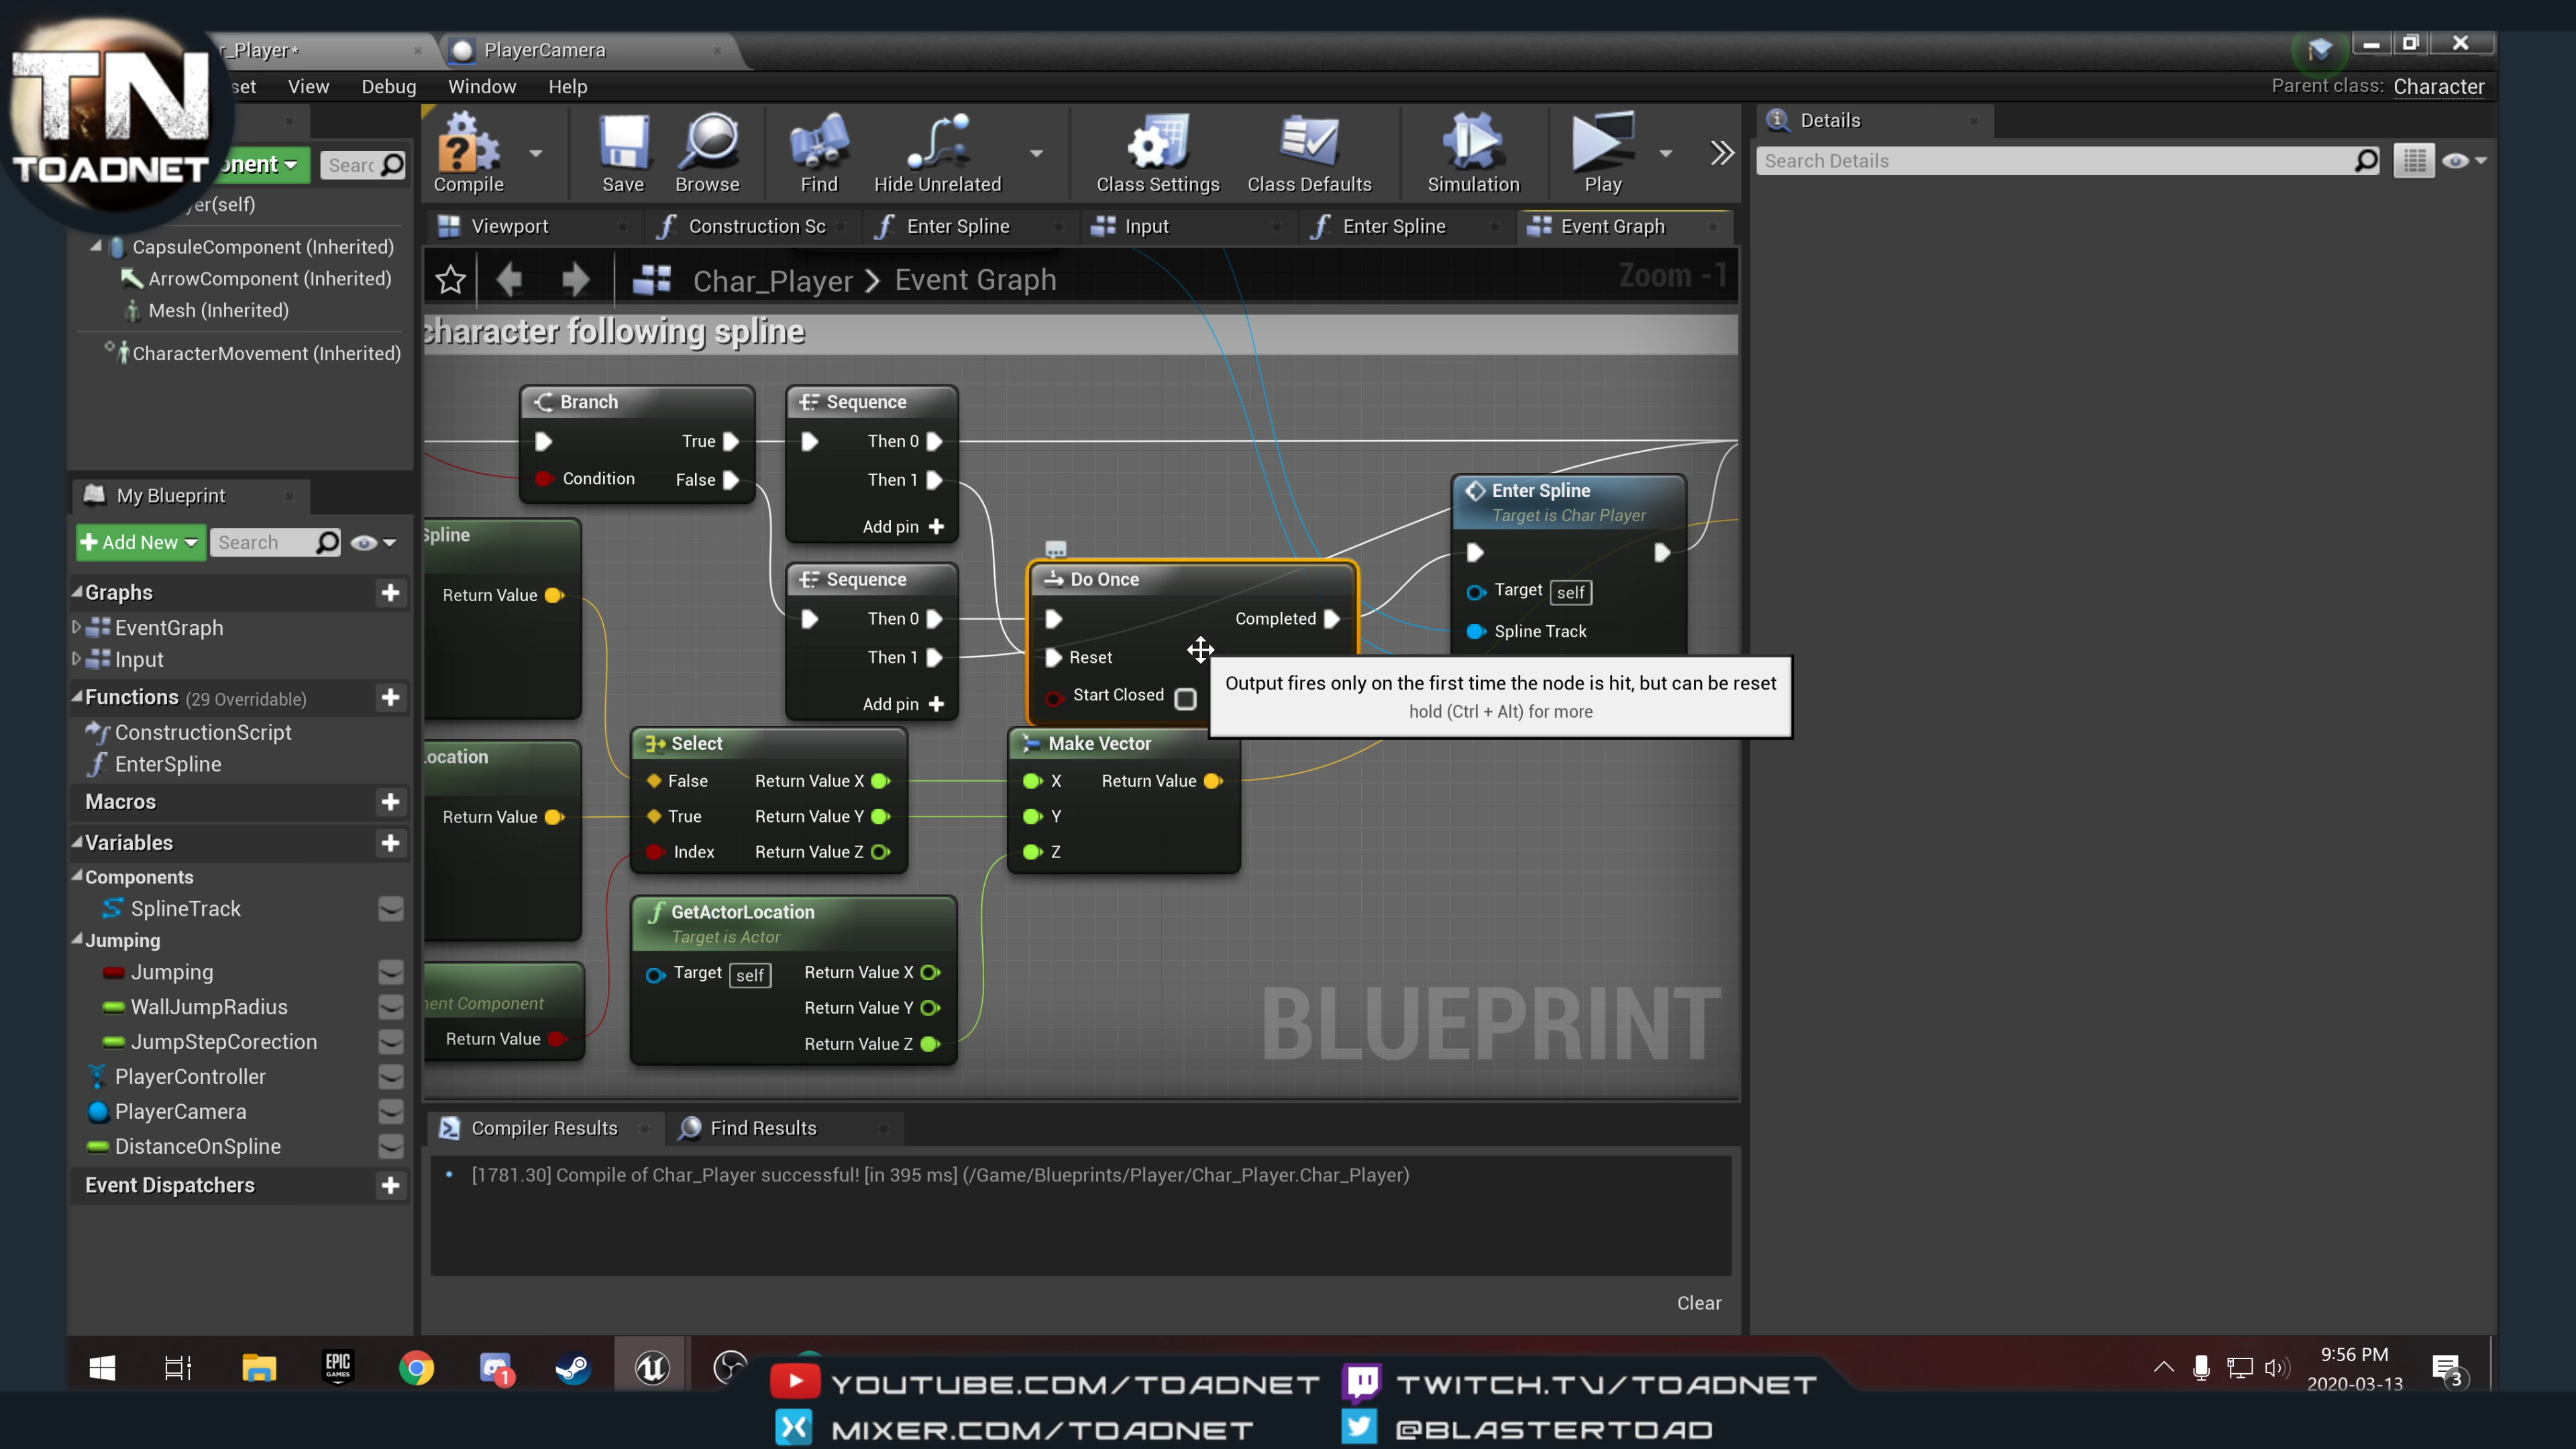 TN
TOADNET
r_Player*
PlayerCamera
set
View
Debug
Window
Help
Parent class: Character
onent
Searc
yer(self)
CapsuleComponent (Inherited)
ArrowComponent (Inherited)
Mesh (Inherited)
CharacterMovement (Inherited)
Compile
Save
Browse
Find
Hide Unrelated
Class Settings
Class Defaults
Simulation
Play
Details
Search Details
Viewport
Construction Sc
Enter Spline
Input
Enter Spline
Event Graph
Char_Player > Event Graph
Zoom -1
character following spline
Branch
True
Condition
False
Sequence
Then 0
Then 1
Add pin
Sequence
Then 0
Then 1
Add pin
Do Once
Completed
Reset
Start Closed
Enter Spline
Target is Char Player
Target self
Spline Track
Output fires only on the first time the node is hit, but can be reset
hold (Ctrl + Alt) for more
Spline
Return Value
Location
Return Value
nent Component
Return Value
Select
False
Return Value X
True
Return Value Y
Index
Return Value Z
Make Vector
X
Return Value
Y
Z
GetActorLocation
Target is Actor
Target self
Return Value X
Return Value Y
Return Value Z
BLUEPRINT
My Blueprint
Add New
Search
Graphs
EventGraph
Input
Functions (29 Overridable)
ConstructionScript
EnterSpline
Macros
Variables
Components
SplineTrack
Jumping
Jumping
WallJumpRadius
JumpStepCorection
PlayerController
PlayerCamera
DistanceOnSpline
Event Dispatchers
Compiler Results
Find Results
[1781.30] Compile of Char_Player successful! [in 395 ms] (/Game/Blueprints/Player/Char_Player.Char_Player)
Clear
EPIC
GAMES
1
9:56 PM
2020-03-13
3
YOUTUBE.COM/TOADNET
TWITCH.TV/TOADNET
MIXER.COM/TOADNET
@BLASTERTOAD